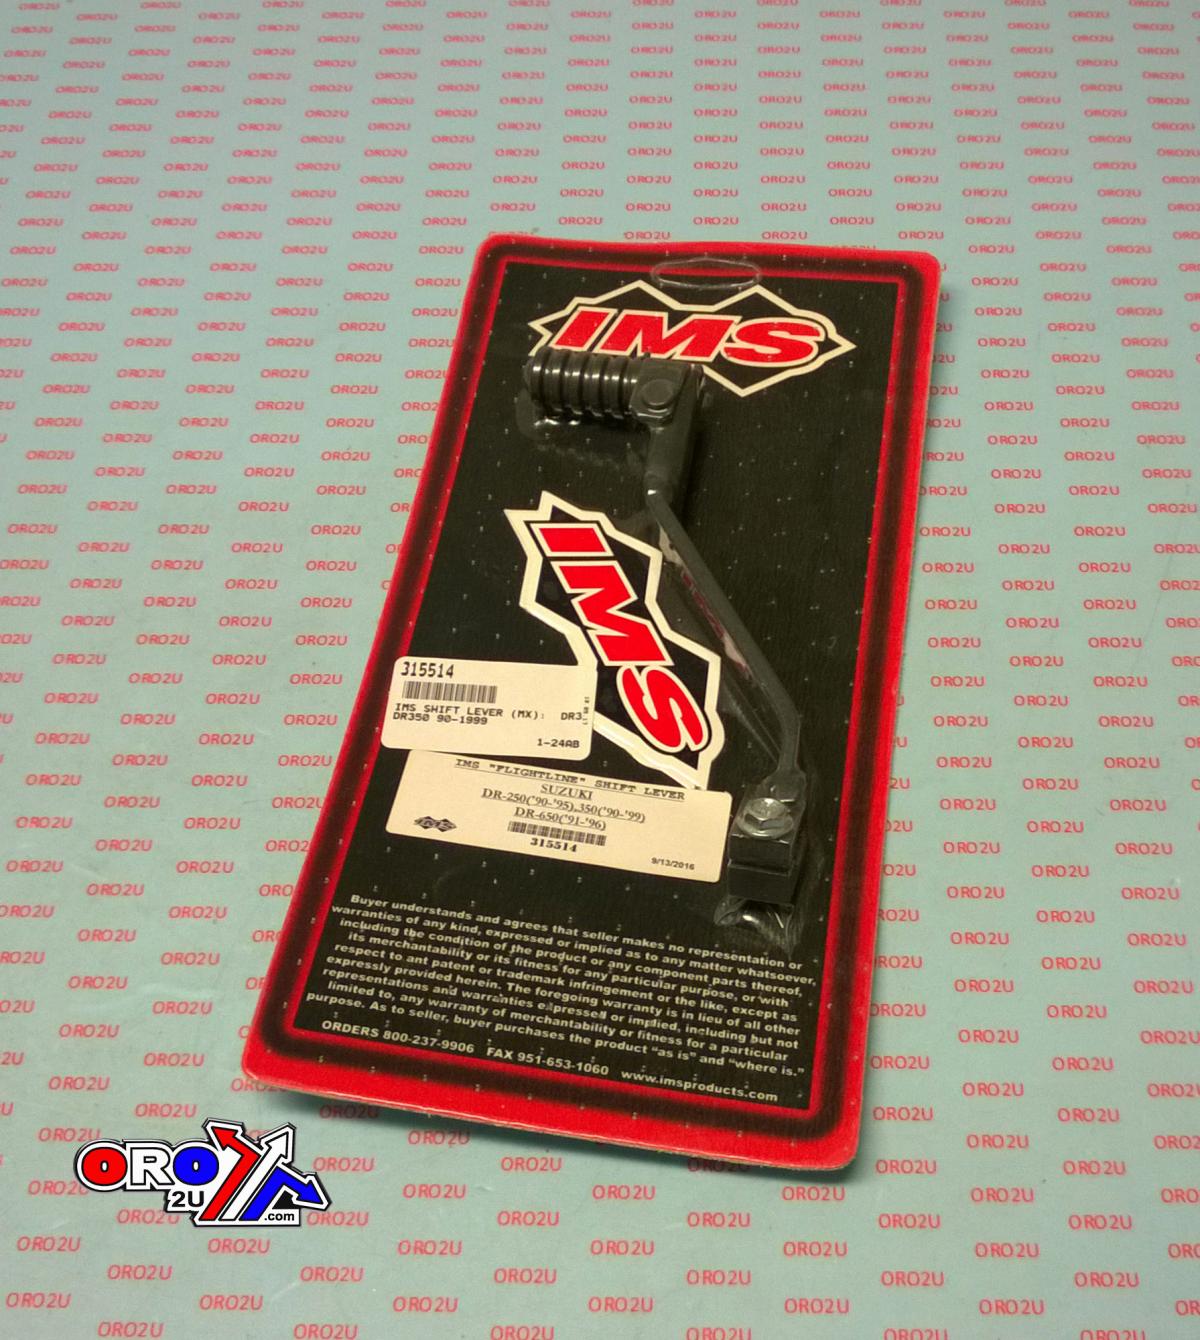 IMS
IMS
315514
IMS SHIFT LEVER (MX): DR3
DR350 90-1999
1-24AB
IMS "FLIGHTLINE" SHIFT LEVER
SUZUKI
DR-250('90-'95),350('90-'99)
DR-650('91-'96)
315514
9/13/2016
Buyer understands and agrees that seller makes no representation or
warranties of any kind, expressed or implied as to any matter whatsoever,
including the condition of the product or any component parts thereof,
its merchantability or its fitness for any particular purpose, or with
respect to ant patent or trademark infringement or the like, except as
expressly provided herein. The foregoing warranty is in lieu of all other
representations and warranties expressed or implied, including but not
limited to, any warranty of merchantability or fitness for a particular
purpose. As to seller, buyer purchases the product "as is" and "where is."
ORDERS 800-237-9906 FAX 951-653-1060 www.imsproducts.com
ORO
2U
.com
ORO2U